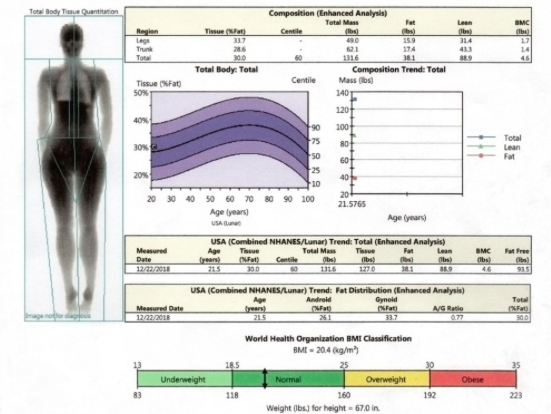 Total Body Tissue Quantitation
Image not for diagnosis
Composition (Enhanced Analysis)
Region Tissue (%Fat) Centile Total Mass (lbs) Fat (lbs) Lean (lbs) BMC (lbs)
Legs 33.7 - 49.0 15.9 31.4 1.7
Trunk 28.6 - 62.1 17.4 43.3 1.4
Total 30.0 60 131.6 38.1 88.9 4.6
Total Body: Total
Tissue (%Fat) Centile
50%
40%
30%
20%
90
75
50
25
10
20 30 40 50 60 70 80 90 100
Age (years)
USA (Lunar)
Composition Trend: Total
Mass (lbs)
140
120
100
80
60
40
20
21.5765
Age (years)
Total
Lean
Fat
USA (Combined NHANES/Lunar) Trend: Total (Enhanced Analysis)
Measured Date Age (years) Tissue (%Fat) Centile Total Mass (lbs) Tissue (lbs) Fat (lbs) Lean (lbs) BMC (lbs) Fat Free (lbs)
12/22/2018 21.5 30.0 60 131.6 127.0 38.1 88.9 4.6 93.5
USA (Combined NHANES/Lunar) Trend: Fat Distribution (Enhanced Analysis)
Measured Date Age (years) Android (%Fat) Gynoid (%Fat) A/G Ratio Total (%Fat)
12/22/2018 21.5 26.1 33.7 0.77 30.0
World Health Organization BMI Classification
BMI = 20.4 (kg/m²)
13 18.5 25 30 35
Underweight Normal Overweight Obese
83 118 160 192 223
Weight (lbs.) for height = 67.0 in.